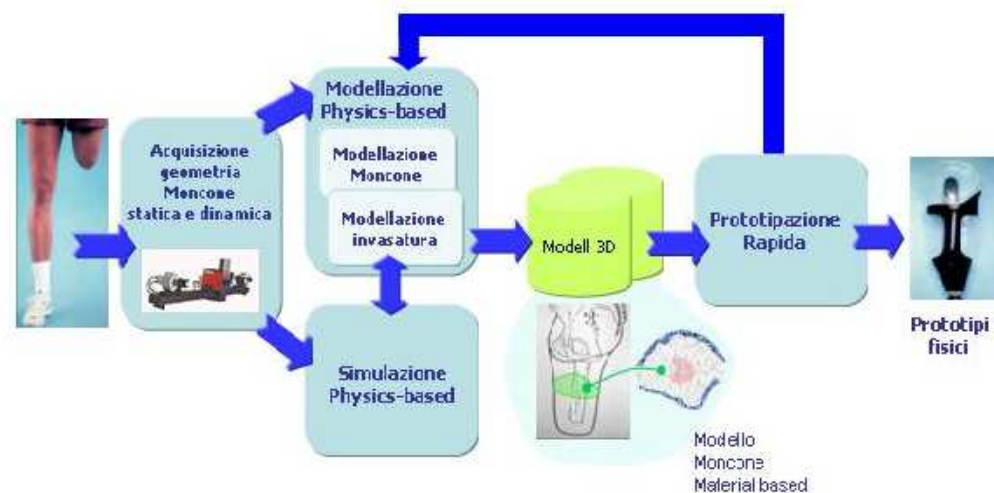 Modellazione
Physics-based
Acquisizione
geometria
Moncone
statica e dinamica
Modellazione
Moncone
Modellazione
invasatura
Modell 3D
Prototipazione
Rapida
Prototipi
fisici
Simulazione
Physics-based
Modello
Moncone
Material based